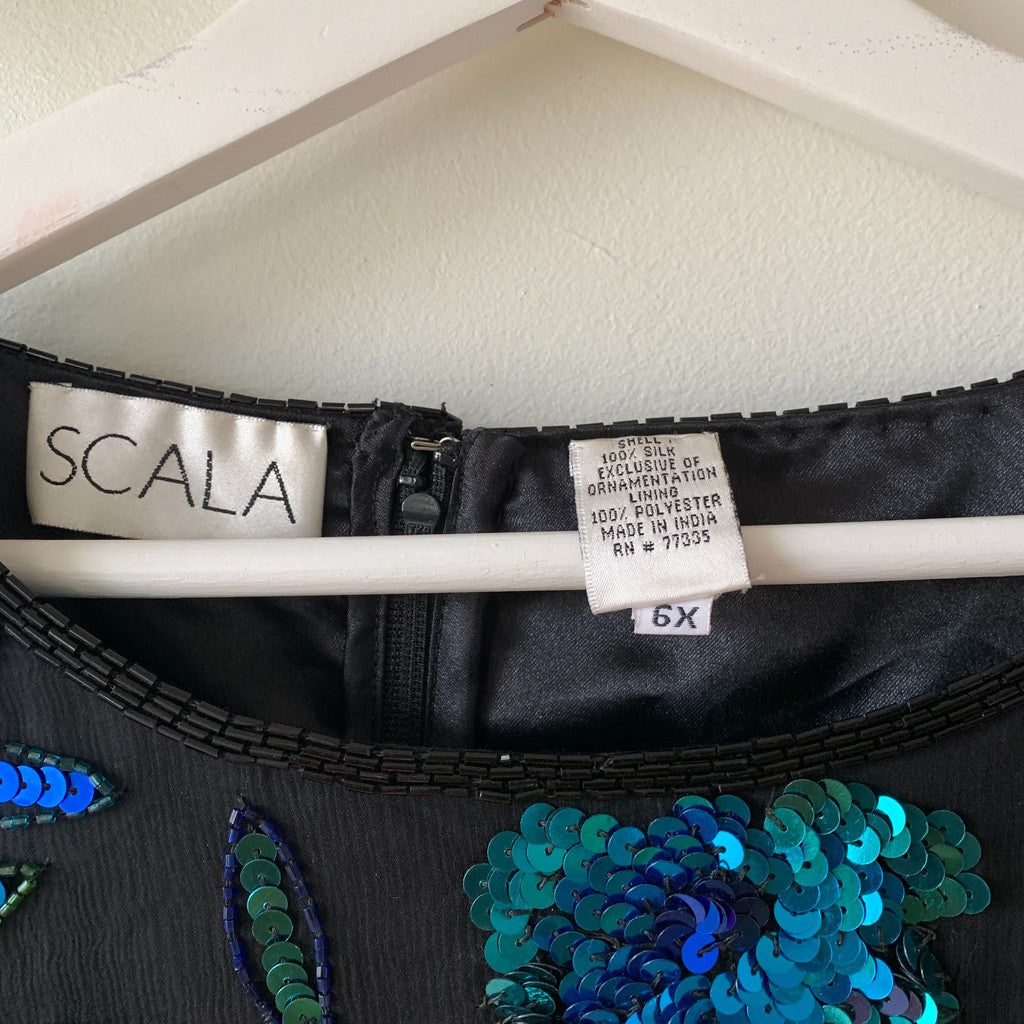 SCALA
SHELL
100% SILK
EXCLUSIVE OF
ORNAMENTATION
LINING
100% POLYESTER
MADE IN INDIA
RN # 77335
6X